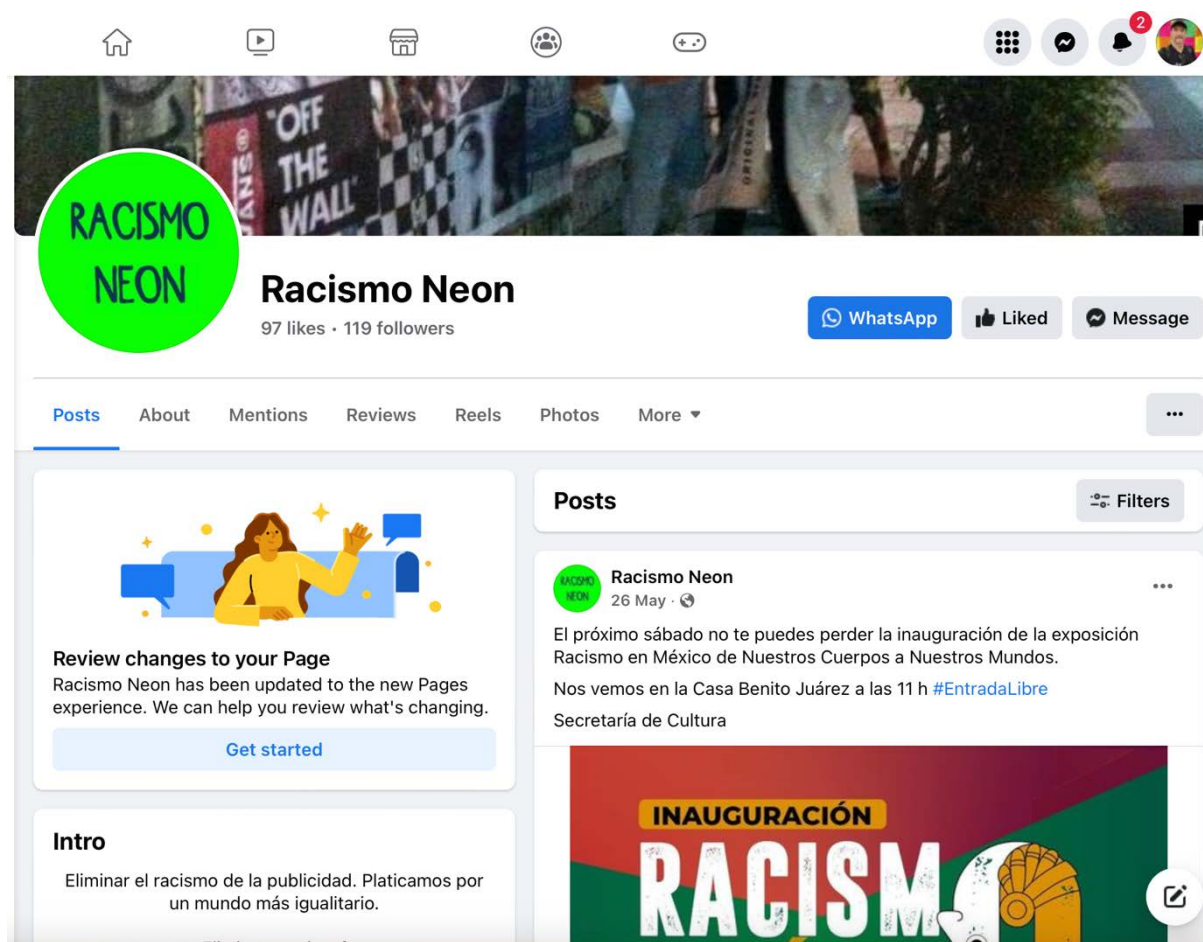 2
VANS
"OFF
THE
WALL"
ORIGINAL
RACISMO
NEON
Racismo Neon
97 likes · 119 followers
WhatsApp
Liked
Message
Posts
About
Mentions
Reviews
Reels
Photos
More
Posts
Filters
RACISMO
NEON
Racismo Neon
26 May ·
El próximo sábado no te puedes perder la inauguración de la exposición
Racismo en México de Nuestros Cuerpos a Nuestros Mundos.
Nos vemos en la Casa Benito Juárez a las 11 h #EntradaLibre
Secretaría de Cultura
INAUGURACIÓN
RACISM
Review changes to your Page
Racismo Neon has been updated to the new Pages
experience. We can help you review what's changing.
Get started
Intro
Eliminar el racismo de la publicidad. Platicamos por
un mundo más igualitario.